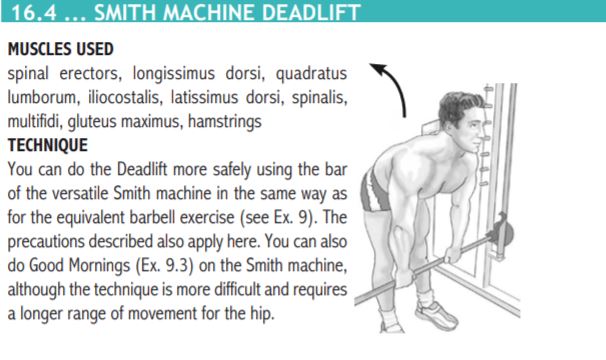 16.4 ... SMITH MACHINE DEADLIFT
MUSCLES USED
spinal erectors, longissimus dorsi, quadratus
lumborum, iliocostalis, latissimus dorsi, spinalis,
multifidi, gluteus maximus, hamstrings
TECHNIQUE
You can do the Deadlift more safely using the bar
of the versatile Smith machine in the same way as
for the equivalent barbell exercise (see Ex. 9). The
precautions described also apply here. You can also
do Good Mornings (Ex. 9.3) on the Smith machine,
although the technique is more difficult and requires
a longer range of movement for the hip.